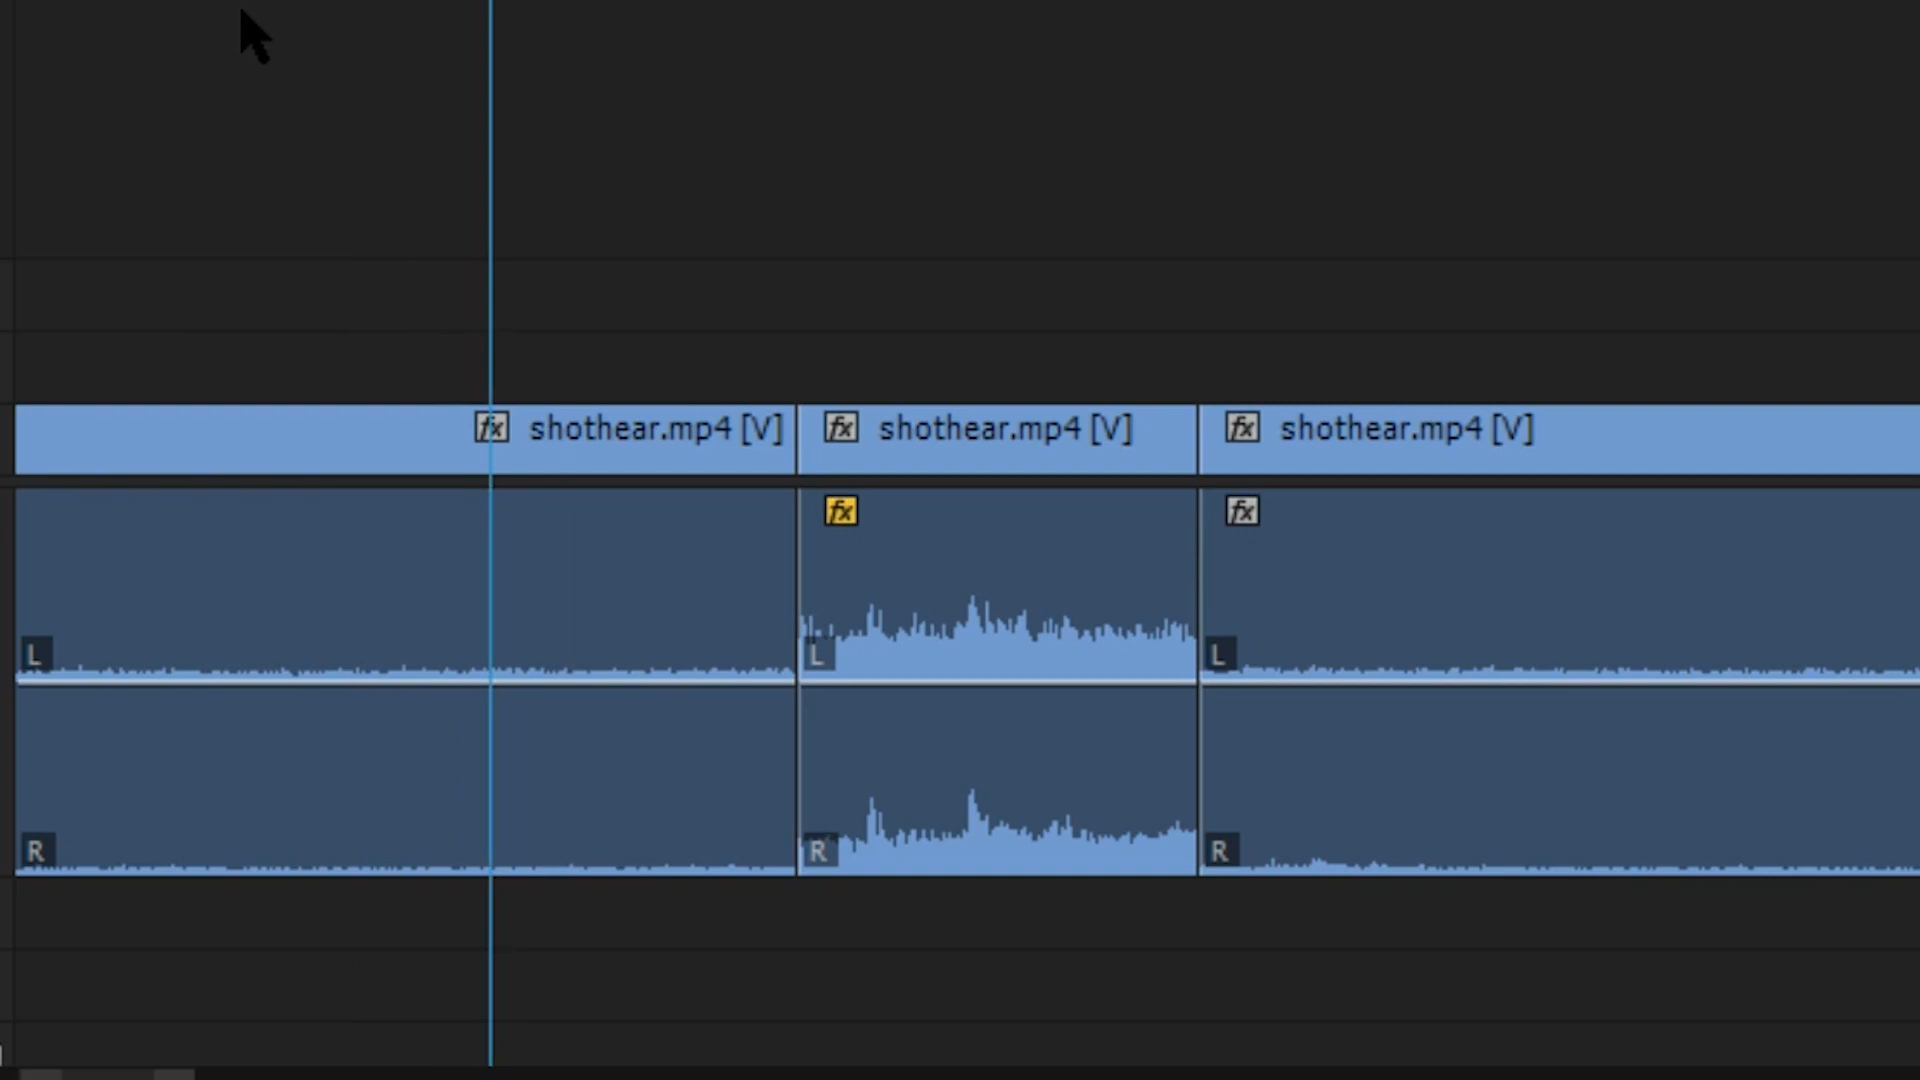 fx shothear.mp4 [V] fx shothear.mp4 [V] fx shothear.mp4 [V]
fx fx
L L L
R R R